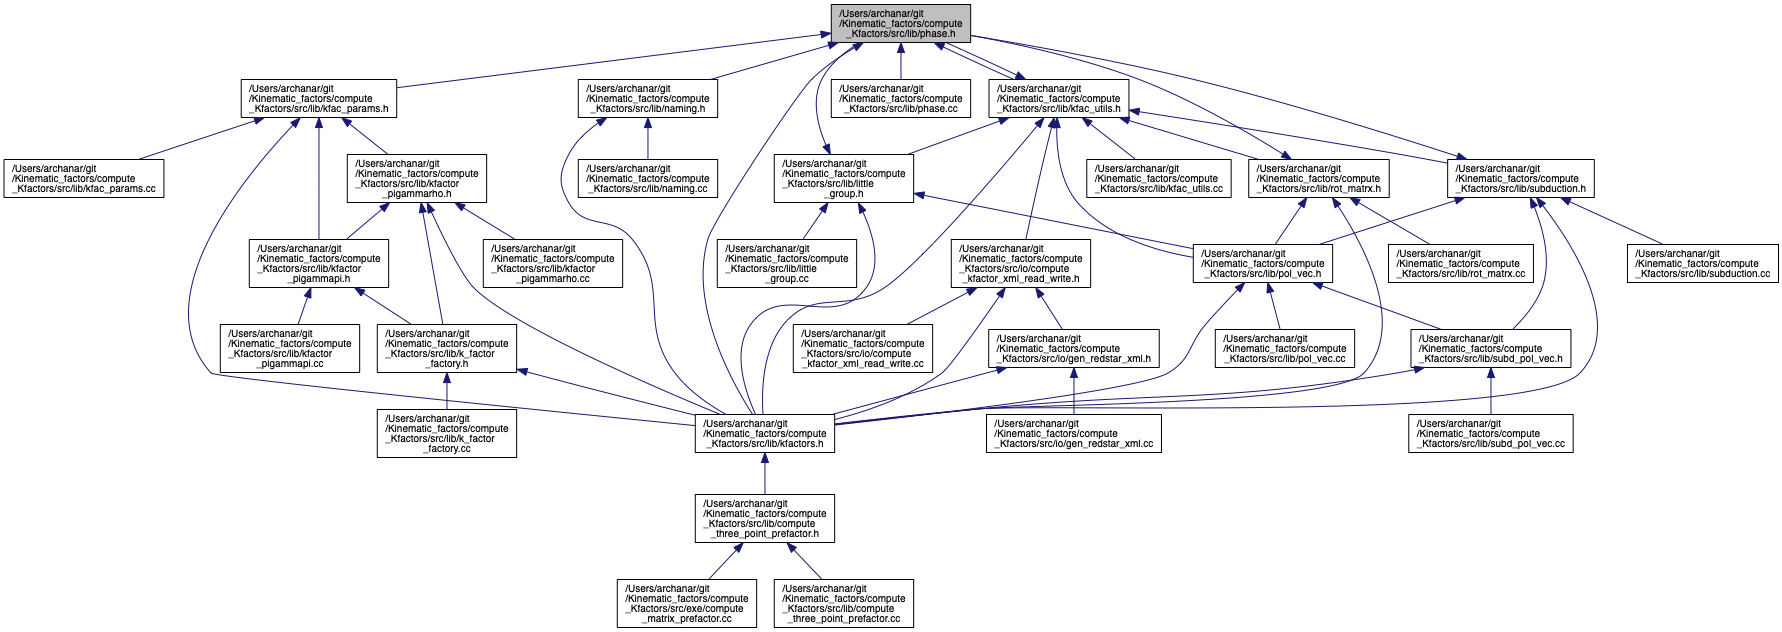 /Users/archanar/git
/Kinematic_factors/compute
_Kfactors/src/lib/phase.h
/Users/archanar/git
/Kinematic_factors/compute
_Kfactors/src/lib/kfac_params.h
/Users/archanar/git
/Kinematic_factors/compute
_Kfactors/src/lib/naming.h
/Users/archanar/git
/Kinematic_factors/compute
_Kfactors/src/lib/phase.cc
/Users/archanar/git
/Kinematic_factors/compute
_Kfactors/src/lib/kfac_utils.h
/Users/archanar/git
/Kinematic_factors/compute
_Kfactors/src/lib/kfac_params.cc
/Users/archanar/git
/Kinematic_factors/compute
_Kfactors/src/lib/kfactor
_pigammarho.h
/Users/archanar/git
/Kinematic_factors/compute
_Kfactors/src/lib/naming.cc
/Users/archanar/git
/Kinematic_factors/compute
_Kfactors/src/lib/little
_group.h
/Users/archanar/git
/Kinematic_factors/compute
_Kfactors/src/lib/kfac_utils.cc
/Users/archanar/git
/Kinematic_factors/compute
_Kfactors/src/lib/rot_matrx.h
/Users/archanar/git
/Kinematic_factors/compute
_Kfactors/src/lib/subduction.h
/Users/archanar/git
/Kinematic_factors/compute
_Kfactors/src/lib/kfactor
_pigammapi.h
/Users/archanar/git
/Kinematic_factors/compute
_Kfactors/src/lib/kfactor
_pigammarho.cc
/Users/archanar/git
/Kinematic_factors/compute
_Kfactors/src/lib/little
_group.cc
/Users/archanar/git
/Kinematic_factors/compute
_Kfactors/src/io/compute
_kfactor_xml_read_write.h
/Users/archanar/git
/Kinematic_factors/compute
_Kfactors/src/lib/pol_vec.h
/Users/archanar/git
/Kinematic_factors/compute
_Kfactors/src/lib/rot_matrx.cc
/Users/archanar/git
/Kinematic_factors/compute
_Kfactors/src/lib/subduction.cc
/Users/archanar/git
/Kinematic_factors/compute
_Kfactors/src/lib/kfactor
_pigammapi.cc
/Users/archanar/git
/Kinematic_factors/compute
_Kfactors/src/lib/k_factor
_factory.h
/Users/archanar/git
/Kinematic_factors/compute
_Kfactors/src/io/compute
_kfactor_xml_read_write.cc
/Users/archanar/git
/Kinematic_factors/compute
_Kfactors/src/io/gen_redstar_xml.h
/Users/archanar/git
/Kinematic_factors/compute
_Kfactors/src/lib/pol_vec.cc
/Users/archanar/git
/Kinematic_factors/compute
_Kfactors/src/lib/subd_pol_vec.h
/Users/archanar/git
/Kinematic_factors/compute
_Kfactors/src/lib/k_factor
_factory.cc
/Users/archanar/git
/Kinematic_factors/compute
_Kfactors/src/lib/kfactors.h
/Users/archanar/git
/Kinematic_factors/compute
_Kfactors/src/io/gen_redstar_xml.cc
/Users/archanar/git
/Kinematic_factors/compute
_Kfactors/src/lib/subd_pol_vec.cc
/Users/archanar/git
/Kinematic_factors/compute
_Kfactors/src/lib/compute
_three_point_prefactor.h
/Users/archanar/git
/Kinematic_factors/compute
_Kfactors/src/exe/compute
_matrix_prefactor.cc
/Users/archanar/git
/Kinematic_factors/compute
_Kfactors/src/lib/compute
_three_point_prefactor.cc